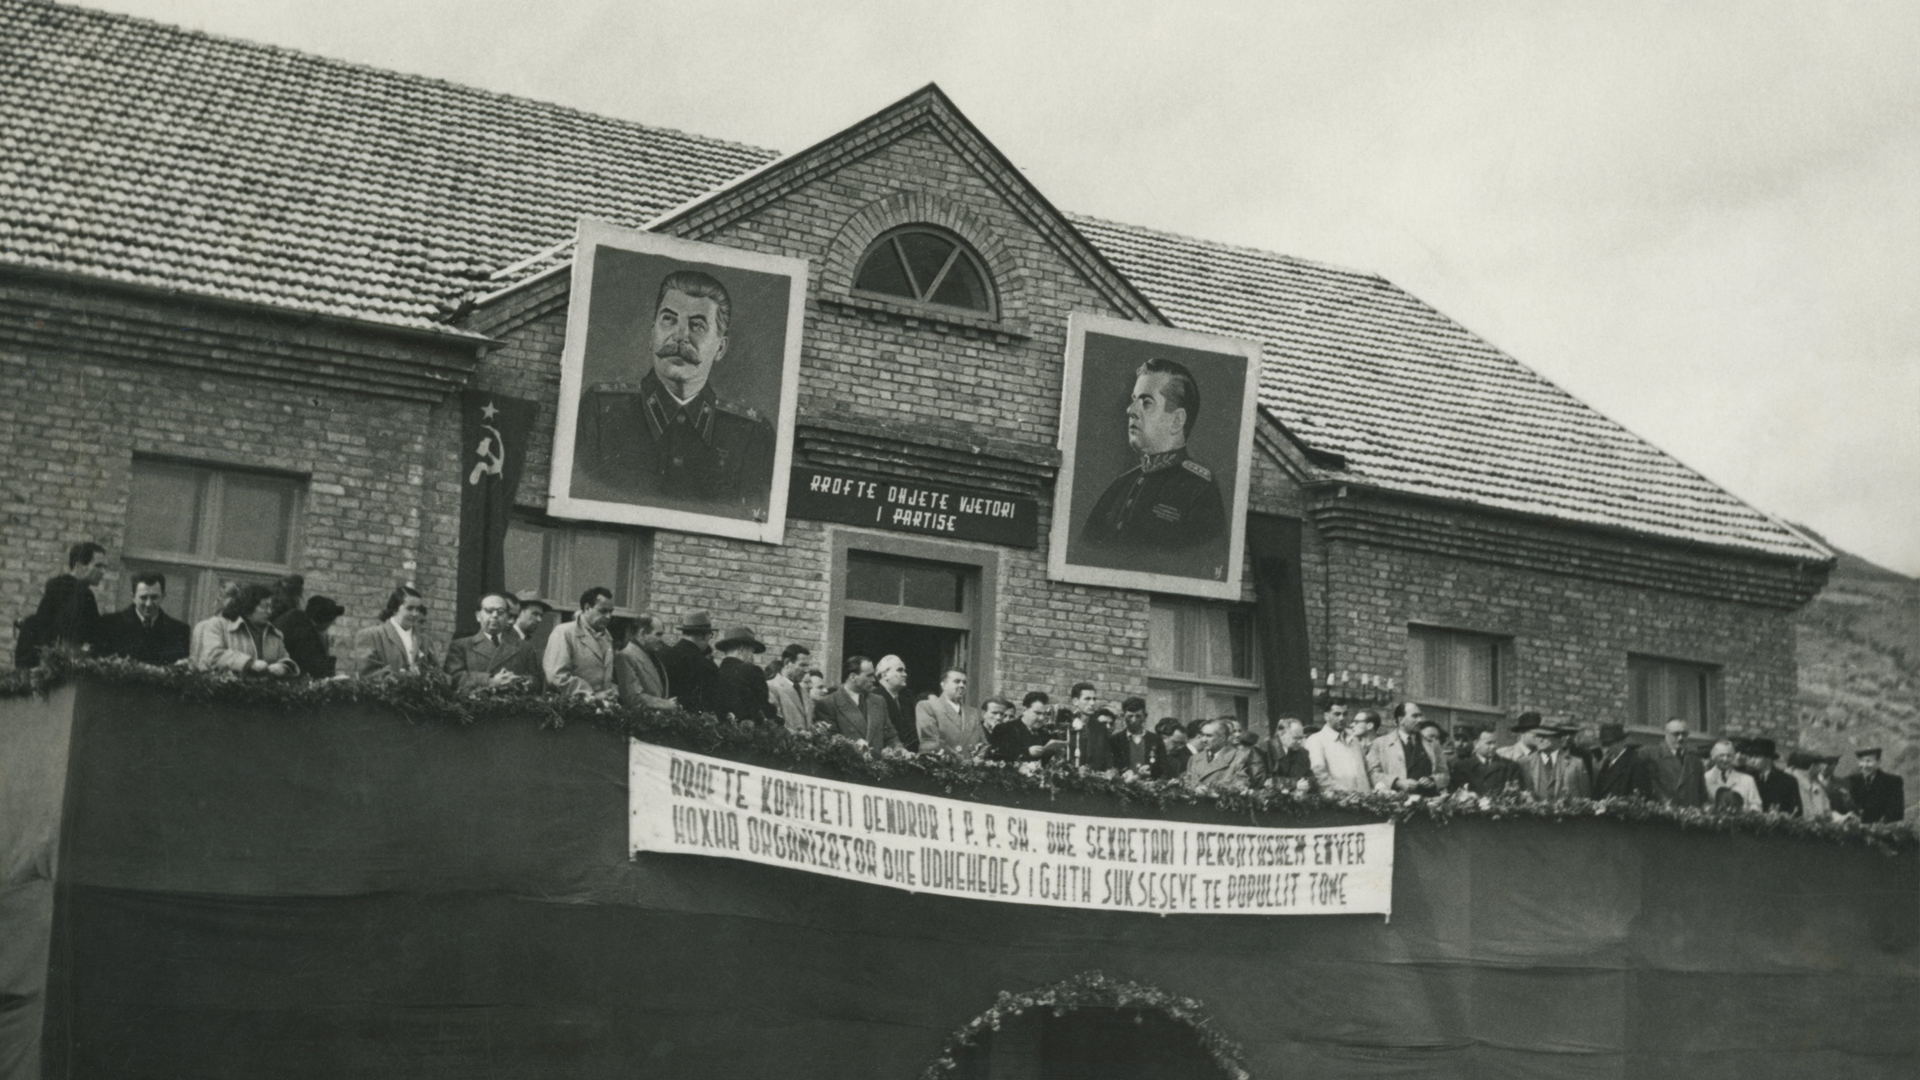 RROFTE DHJETE VJETORI
I PARTISE
RROFTE KOMITETI QENDROR I P. P. SH. DHE SEKRETARI I PERGJITHSHEM ENVER
HOXHA ORGANIZATOR DHE UDHEHEQES I GJITH SUKSESEVE TE POPULLIT TONE